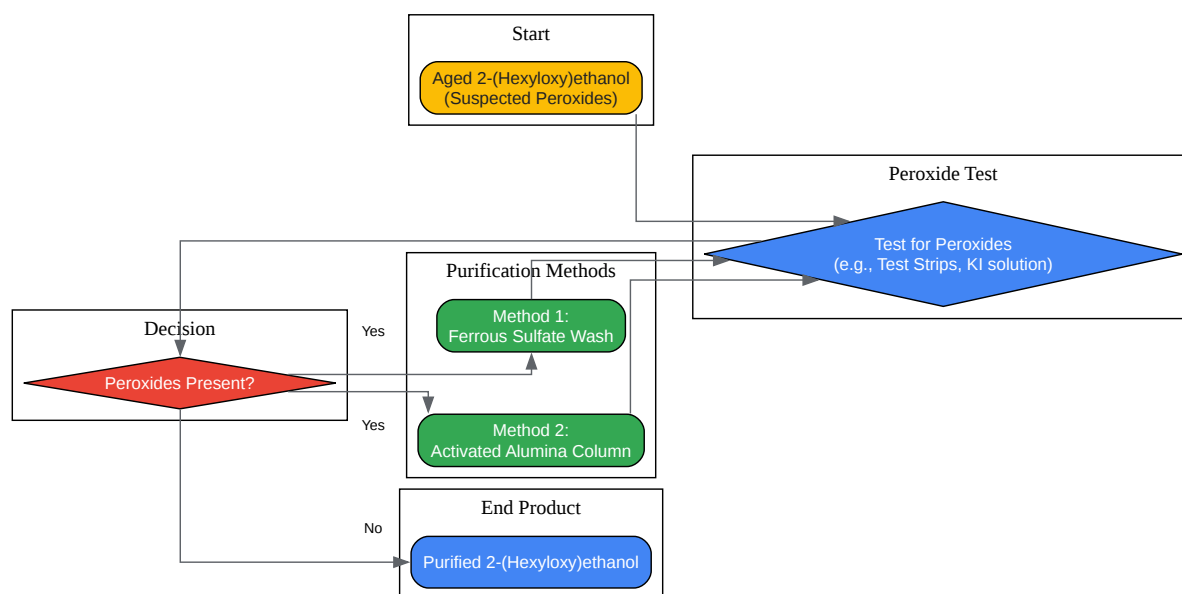 Start
Aged 2-(Hexyloxy)ethanol
(Suspected Peroxides)
Peroxide Test
Test for Peroxides
(e.g., Test Strips, KI solution)
Purification Methods
Method 1:
Ferrous Sulfate Wash
Decision
Yes
Peroxides Present?
Yes
Method 2:
Activated Alumina Column
End Product
No
Purified 2-(Hexyloxy)ethanol